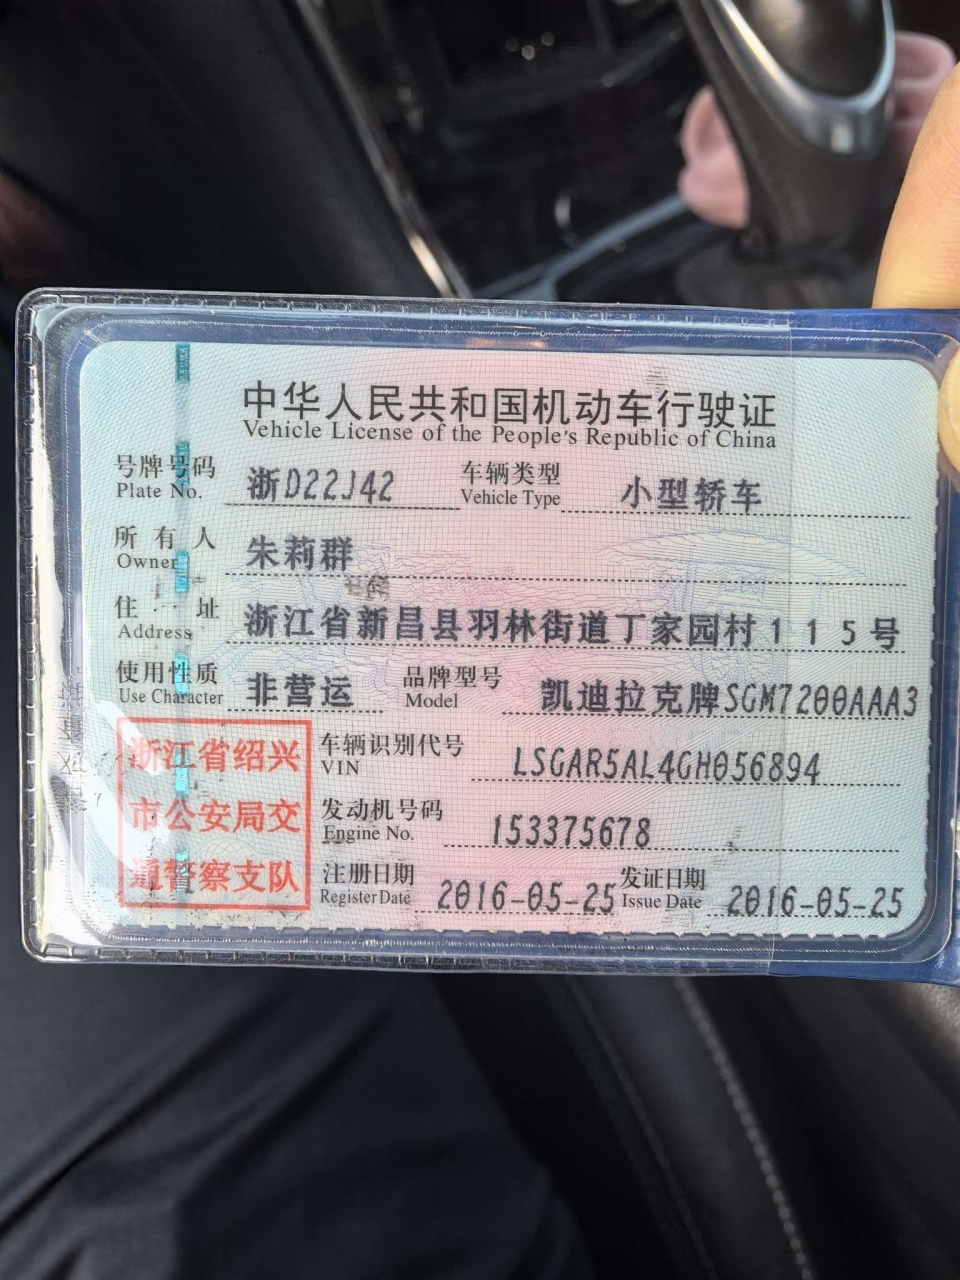 中华人民共和国机动车行驶证
Vehicle License of the People's Republic of China
号牌号码 浙D22J42 车辆类型 小型轿车
Plate No. Vehicle Type
所有人 朱莉群
Owner
住址 浙江省新昌县羽林街道丁家园村115号
Address
使用性质 非营运 品牌型号 凯迪拉克牌SGM7200AAA3
Use Character Model
浙江省绍兴
市公安局交
通警察支队
车辆识别代号 LSGAR5AL4GH056894
VIN
发动机号码 153375678
Engine No.
注册日期 2016-05-25 发证日期 2016-05-25
Register Date Issue Date